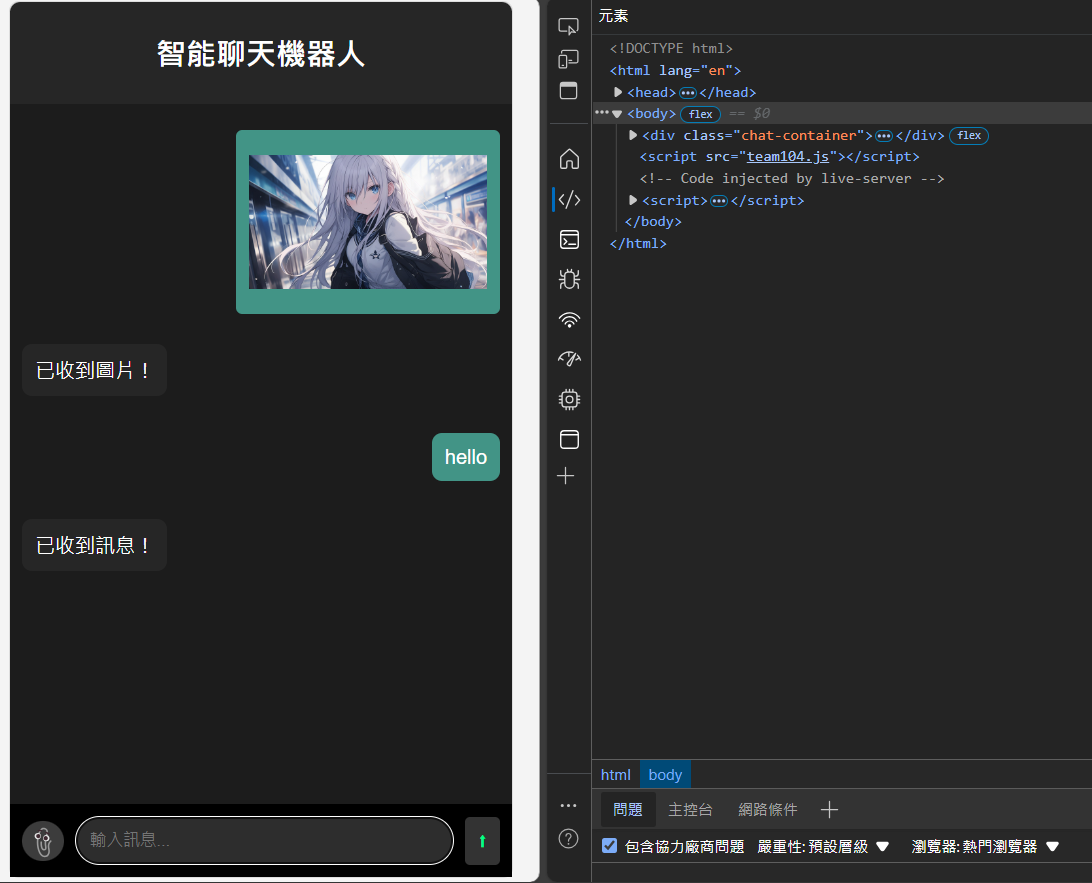 智能聊天機器人
已收到圖片！
hello
已收到訊息！
輸入訊息...
元素
<!DOCTYPE html>
<html lang="en">
<head>…</head>
<body> flex == $0
<div class="chat-container">…</div> flex
<script src="team104.js"></script>
<!-- Code injected by live-server -->
<script>…</script>
</body>
</html>
html body
問題 主控台 網路條件
包含協力廠商問題 嚴重性: 預設層級 瀏覽器: 熱門瀏覽器